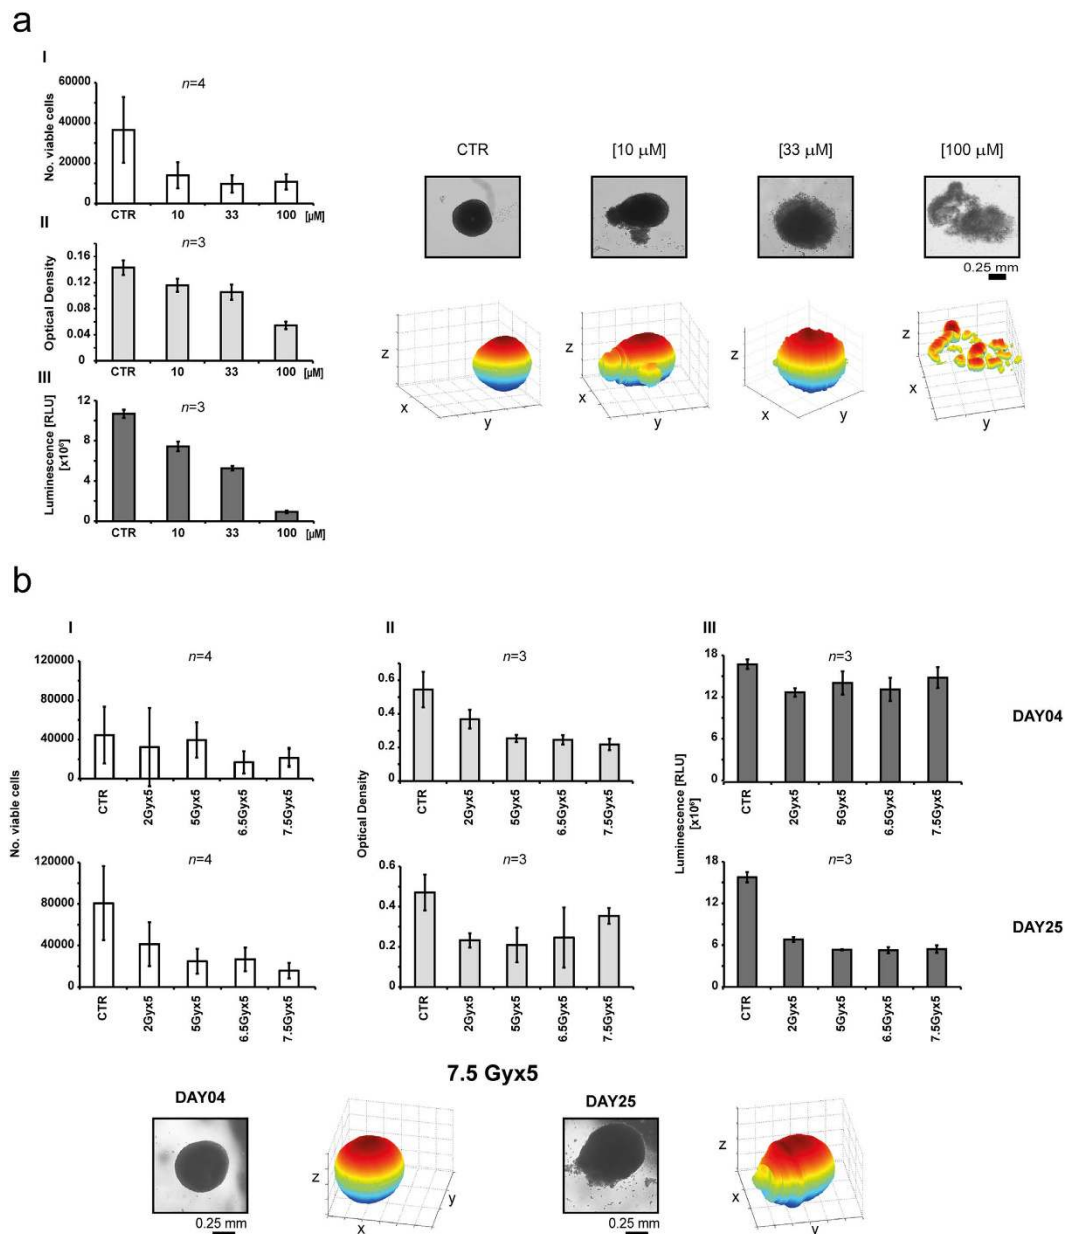 a
I
n=4
60000
40000
20000
0
No. viable cells
CTR 10 33 100 [µM]
II
n=3
0.16
0.12
0.08
0.04
0
Optical Density
CTR 10 33 100 [µM]
III
n=3
12
8
4
0
Luminescence [RLU]
[x10⁶]
CTR 10 33 100 [µM]
CTR [10 µM] [33 µM] [100 µM]
0.25 mm
z x y
z x y
z x y
z x y
b
I
n=4
120000
80000
40000
0
CTR 2Gyx5 5Gyx5 6.5Gyx5 7.5Gyx5
No. viable cells
n=4
120000
80000
40000
0
CTR 2Gyx5 5Gyx5 6.5Gyx5 7.5Gyx5
II
n=3
0.6
0.4
0.2
0
CTR 2Gyx5 5Gyx5 6.5Gyx5 7.5Gyx5
Optical Density
n=3
0.6
0.4
0.2
0
CTR 2Gyx5 5Gyx5 6.5Gyx5 7.5Gyx5
III
n=3
18
12
6
0
CTR 2Gyx5 5Gyx5 6.5Gyx5 7.5Gyx5
DAY04
Luminescence [RLU]
[x10⁶]
n=3
18
12
6
0
CTR 2Gyx5 5Gyx5 6.5Gyx5 7.5Gyx5
DAY25
7.5 Gyx5
DAY04
0.25 mm
z x y
DAY25
0.25 mm
z x y